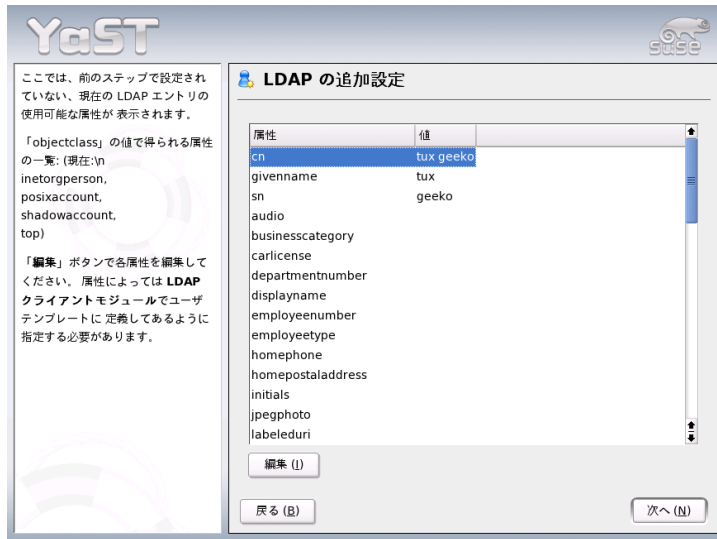 YaST
SUSE
ここでは、前のステップで設定され
ていない、現在の LDAP エントリの
使用可能な属性が 表示されます。
「objectclass」の値で得られる属性
の一覧: (現在:\n
inetorgperson,
posixaccount,
shadowaccount,
top)
「編集」ボタンで各属性を編集して
ください。 属性によっては LDAP
クライアントモジュールでユーザ
テンプレートに 定義してあるように
指定する必要があります。
LDAP の追加設定
属性 値
cn tux geeko
givenname tux
sn geeko
audio
businesscategory
carlicense
departmentnumber
displayname
employeenumber
employeetype
homephone
homepostaladdress
initials
jpegphoto
labeleduri
編集 (I)
戻る (B)
次へ (N)